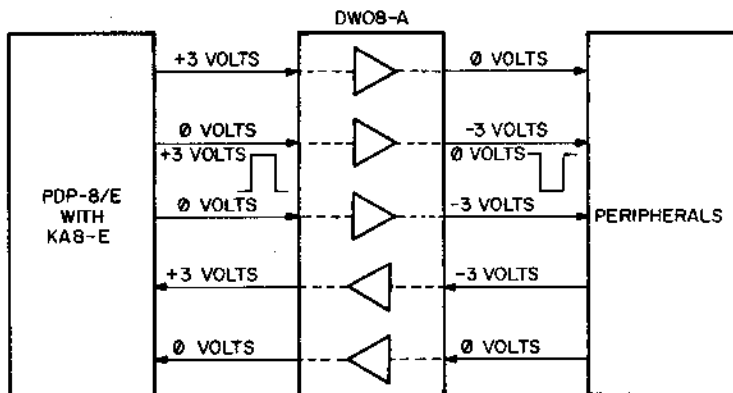 DW08-A
+3 VOLTS
0 VOLTS
0 VOLTS
-3 VOLTS
+3 VOLTS
0 VOLTS
PDP-8/E
WITH
KA8-E
0 VOLTS
-3 VOLTS
PERIPHERALS
+3 VOLTS
-3 VOLTS
0 VOLTS
0 VOLTS